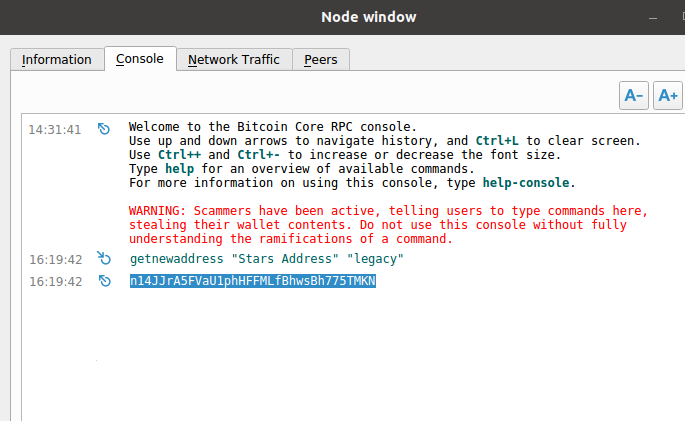 Node window
Information Console Network Traffic Peers
A- A+
14:31:41 Welcome to the Bitcoin Core RPC console.
Use up and down arrows to navigate history, and Ctrl+L to clear screen.
Use Ctrl++ and Ctrl+- to increase or decrease the font size.
Type help for an overview of available commands.
For more information on using this console, type help-console.
WARNING: Scammers have been active, telling users to type commands here,
stealing their wallet contents. Do not use this console without fully
understanding the ramifications of a command.
16:19:42 getnewaddress "Stars Address" "legacy"
16:19:42 n14JJrA5FVaU1phHFFMLfBhwsBh775TMKN